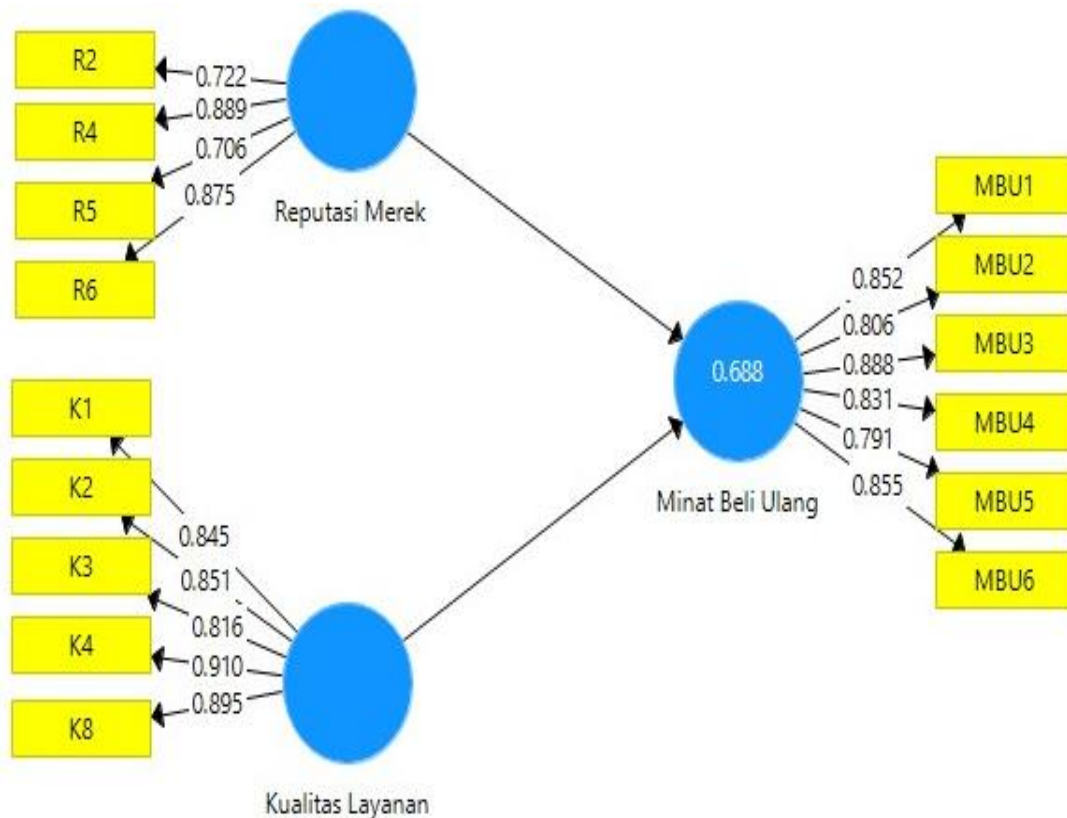 R2
R4
R5
R6
0.722
0.889
0.706
0.875
Reputasi Merek
K1
K2
K3
K4
K8
0.845
0.851
0.816
0.910
0.895
Kualitas Layanan
0.688
Minat Beli Ulang
0.852
0.806
0.888
0.831
0.791
0.855
MBU1
MBU2
MBU3
MBU4
MBU5
MBU6